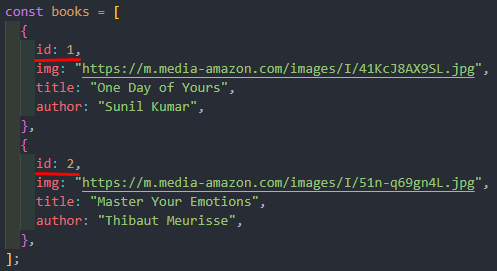 const books = [
{
id: 1,
img: "https://m.media-amazon.com/images/I/41KcJ8AX9SL.jpg",
title: "One Day of Yours",
author: "Sunil Kumar",
},
{
id: 2,
img: "https://m.media-amazon.com/images/I/51n-q69gn4L.jpg",
title: "Master Your Emotions",
author: "Thibaut Meurisse",
},
];